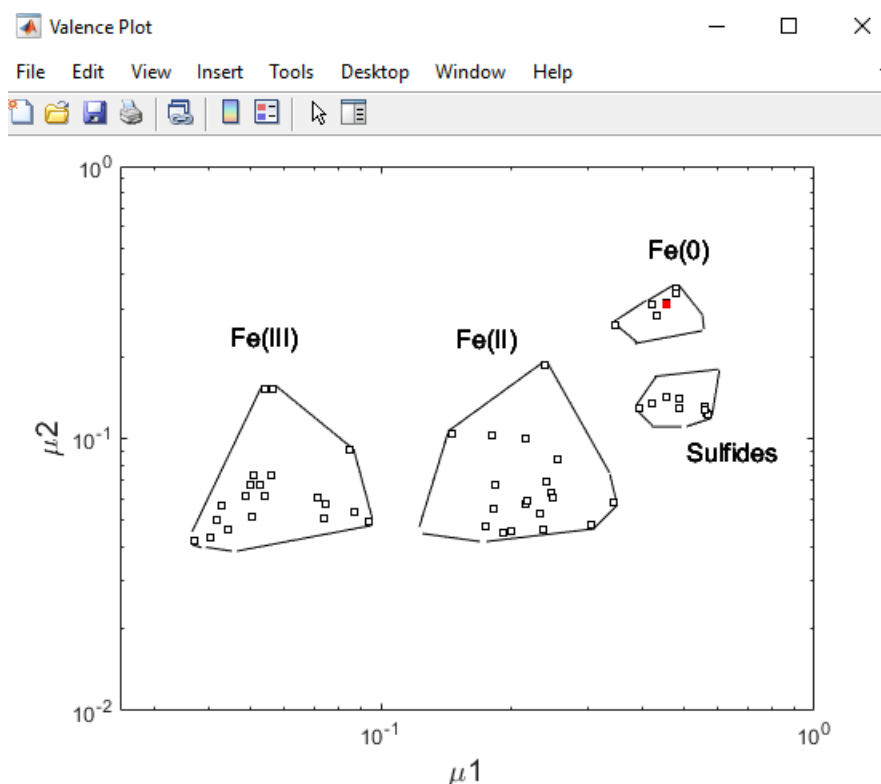 Valence Plot
File Edit View Insert Tools Desktop Window Help
10^0
Fe(0)
Fe(III) Fe(II)
μ2
10^-1
Sulfides
10^-2
10^-1 10^0
μ1